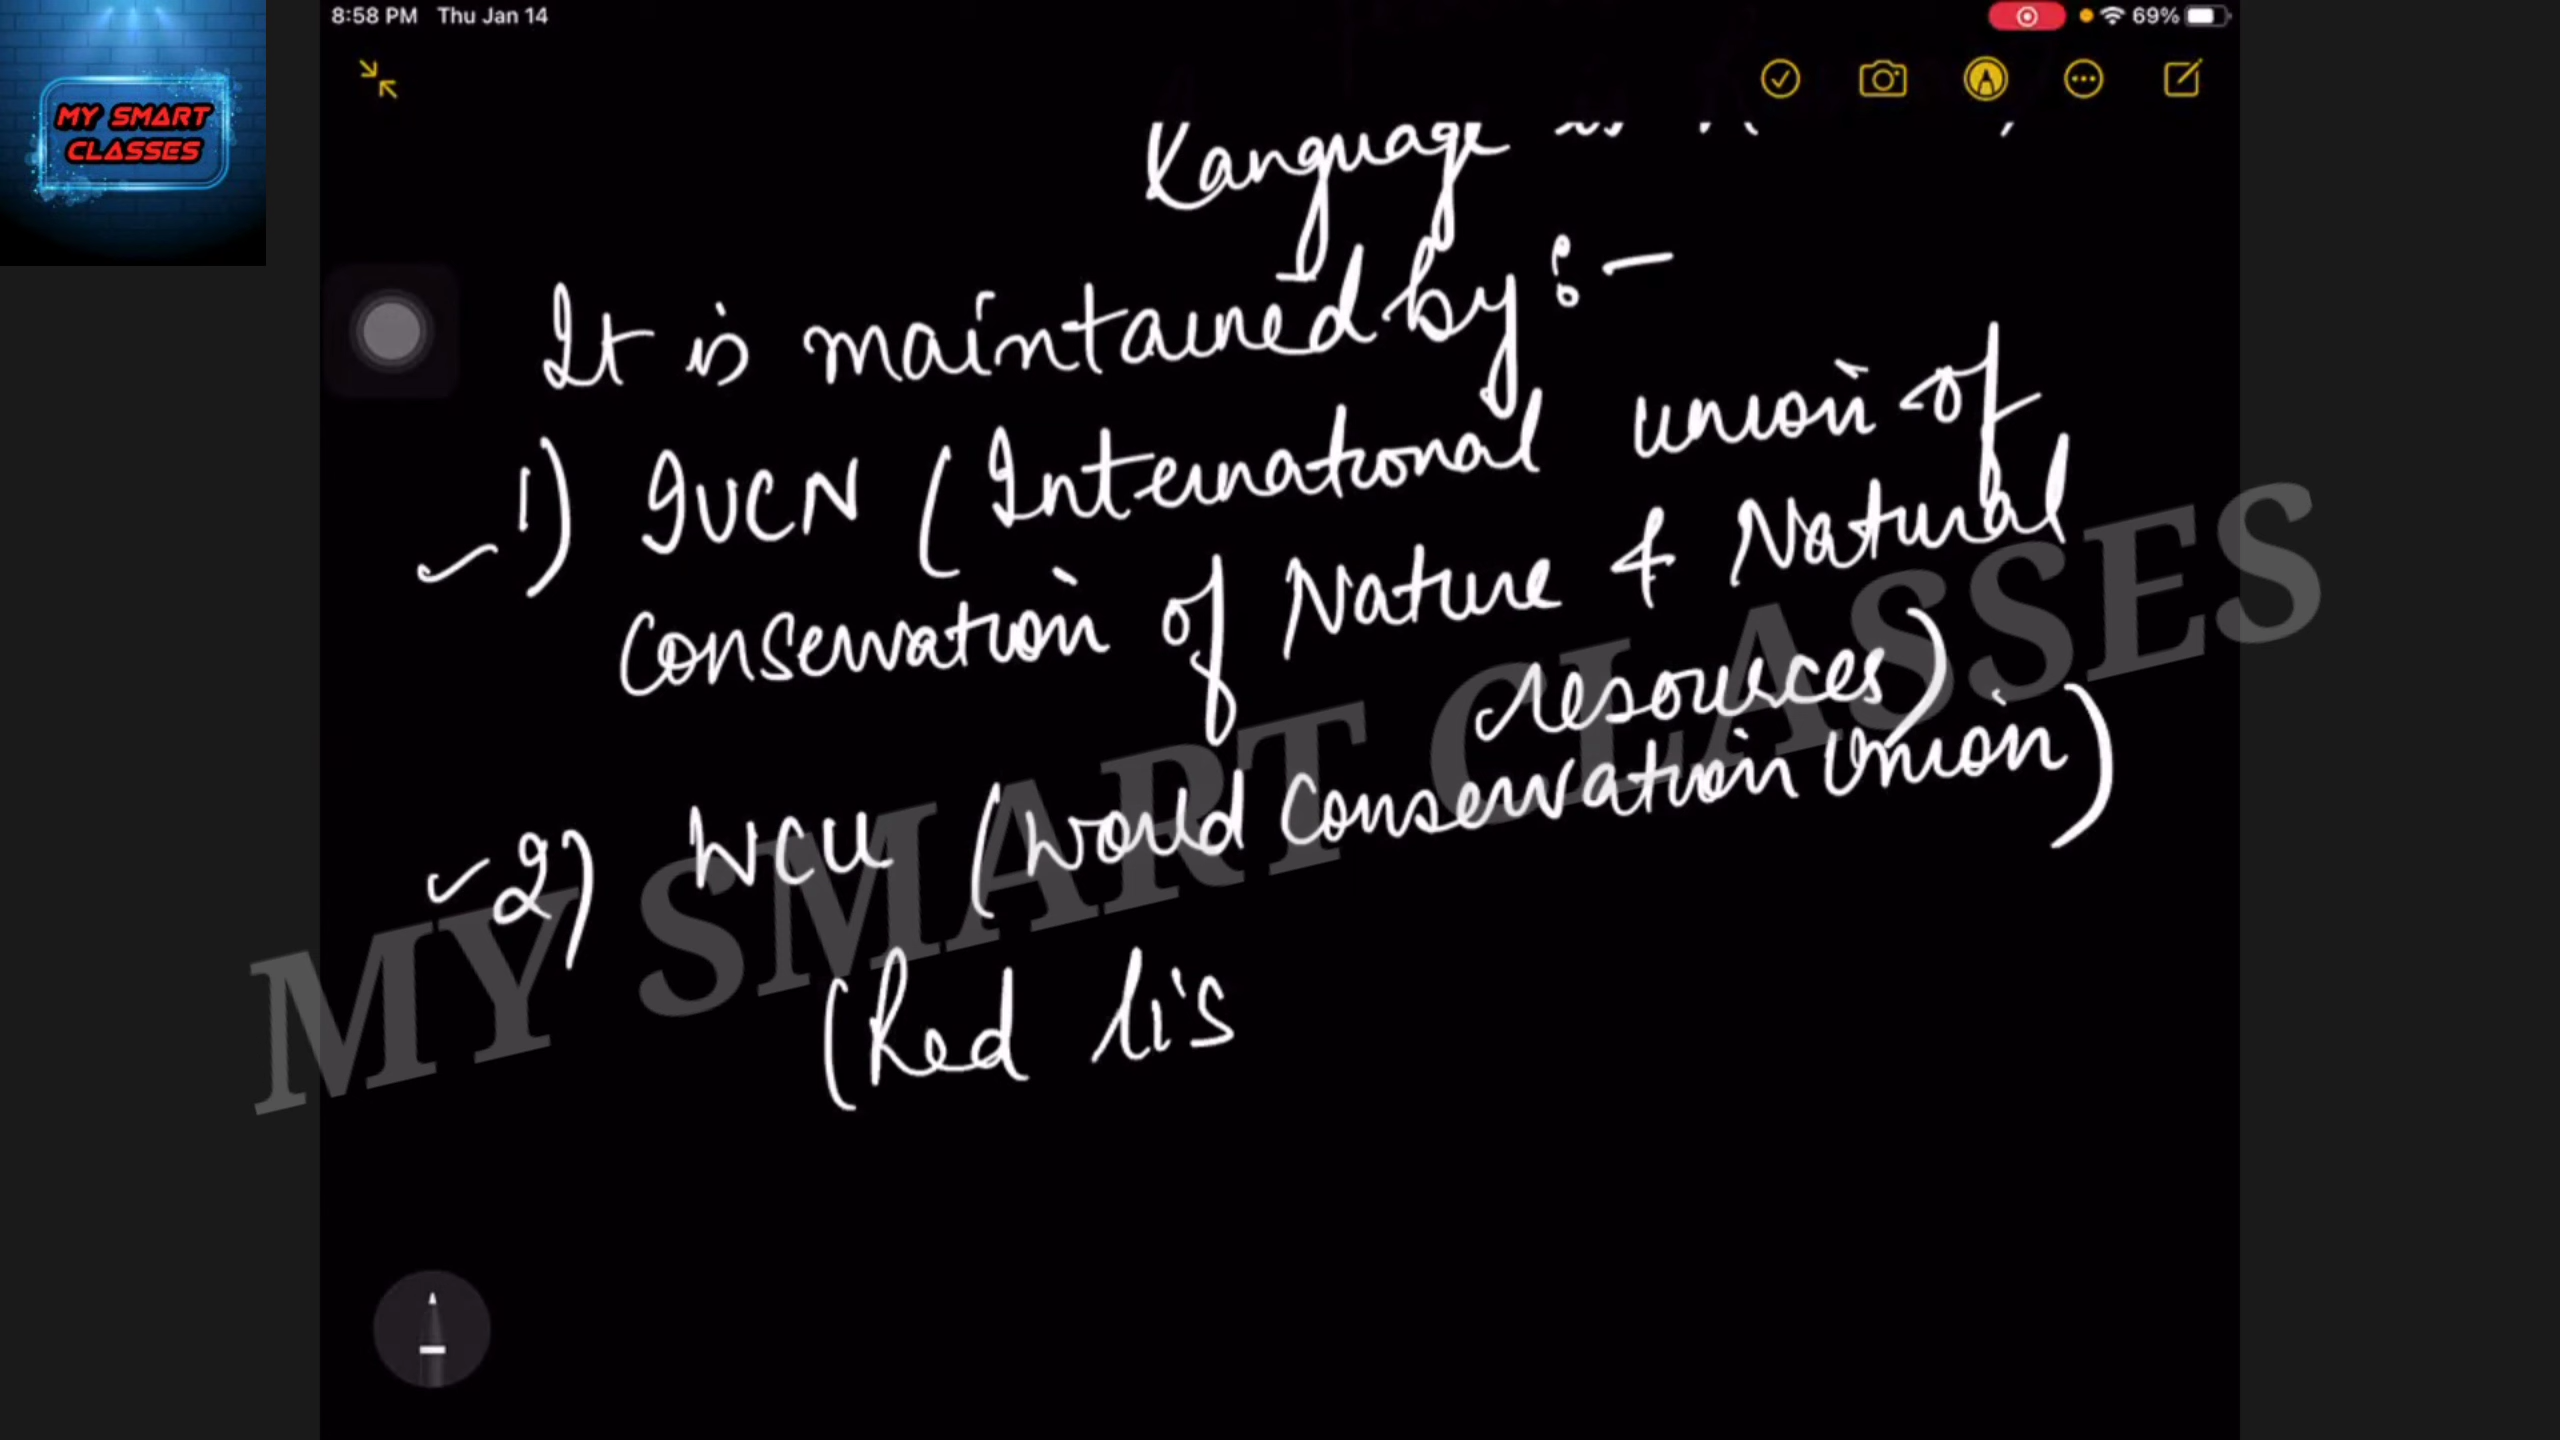 8:58 PM Thu Jan 14
69%
MY SMART
CLASSES
Language
It is maintained by :-
1) IUCN (International union of
Conservation of Nature & Natural
resources)
2) WCU (World Conservation Union)
(Red lis
MY SMART CLASSES